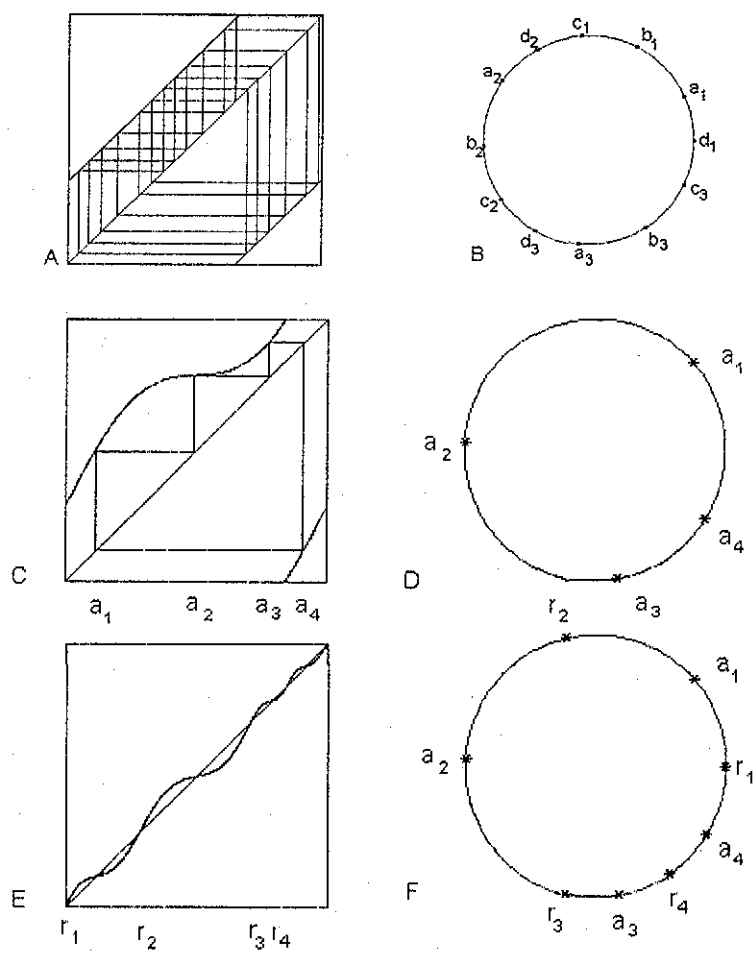 c₁
d₂ b₁
a₂ a₁
b₂ d₁
c₂ c₃
d₃ a₃ b₃
A B
a₁
a₂
a₄
C D
a₁ a₂ a₃ a₄ a₃
r₂
a₁
a₂ r₁
a₄
r₄
E F
r₃ a₃
r₁ r₂ r₃ r₄